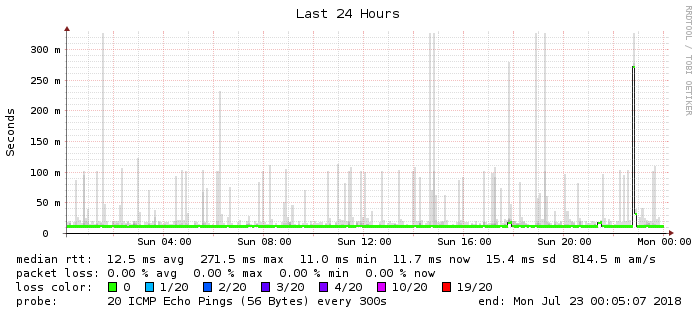 Last 24 Hours
RRDTOOL / TOBI OETIKER
Seconds
300 m
250 m
200 m
150 m
100 m
50 m
0
Sun 04:00 Sun 08:00 Sun 12:00 Sun 16:00 Sun 20:00 Mon 00:00
median rtt: 12.5 ms avg 271.5 ms max 11.0 ms min 11.7 ms now 15.4 ms sd 814.5 m am/s
packet loss: 0.00 % avg 0.00 % max 0.00 % min 0.00 % now
loss color: 0 1/20 2/20 3/20 4/20 10/20 19/20
probe: 20 ICMP Echo Pings (56 Bytes) every 300s end: Mon Jul 23 00:05:07 2018